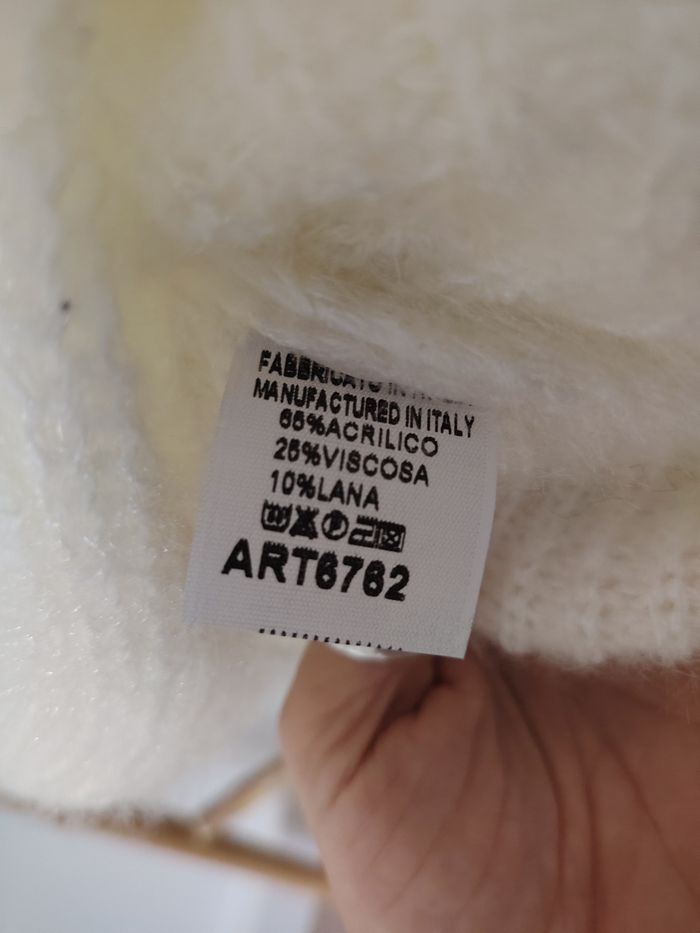 FABBRICATO IN
MANUFACTURED IN ITALY
65%ACRILICO
25%VISCOSA
10%LANA
ART6762